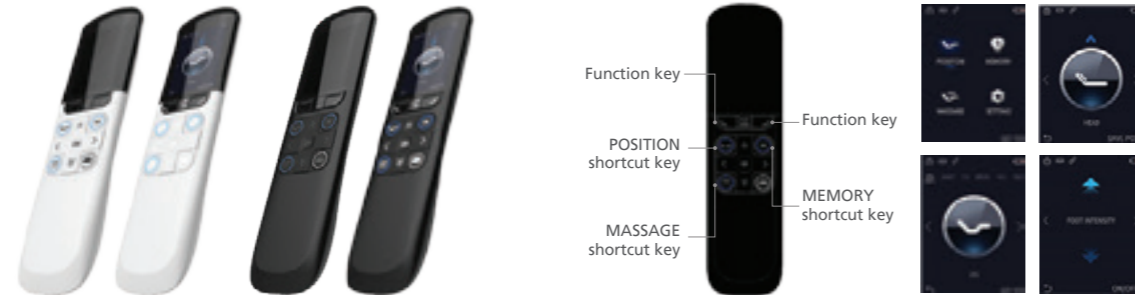 Function key
Function key
POSITION
shortcut key
MEMORY
shortcut key
MASSAGE
shortcut key
POSITION
MEMORY
MASSAGE
SETTING
HEAD
FOOT INTENSITY